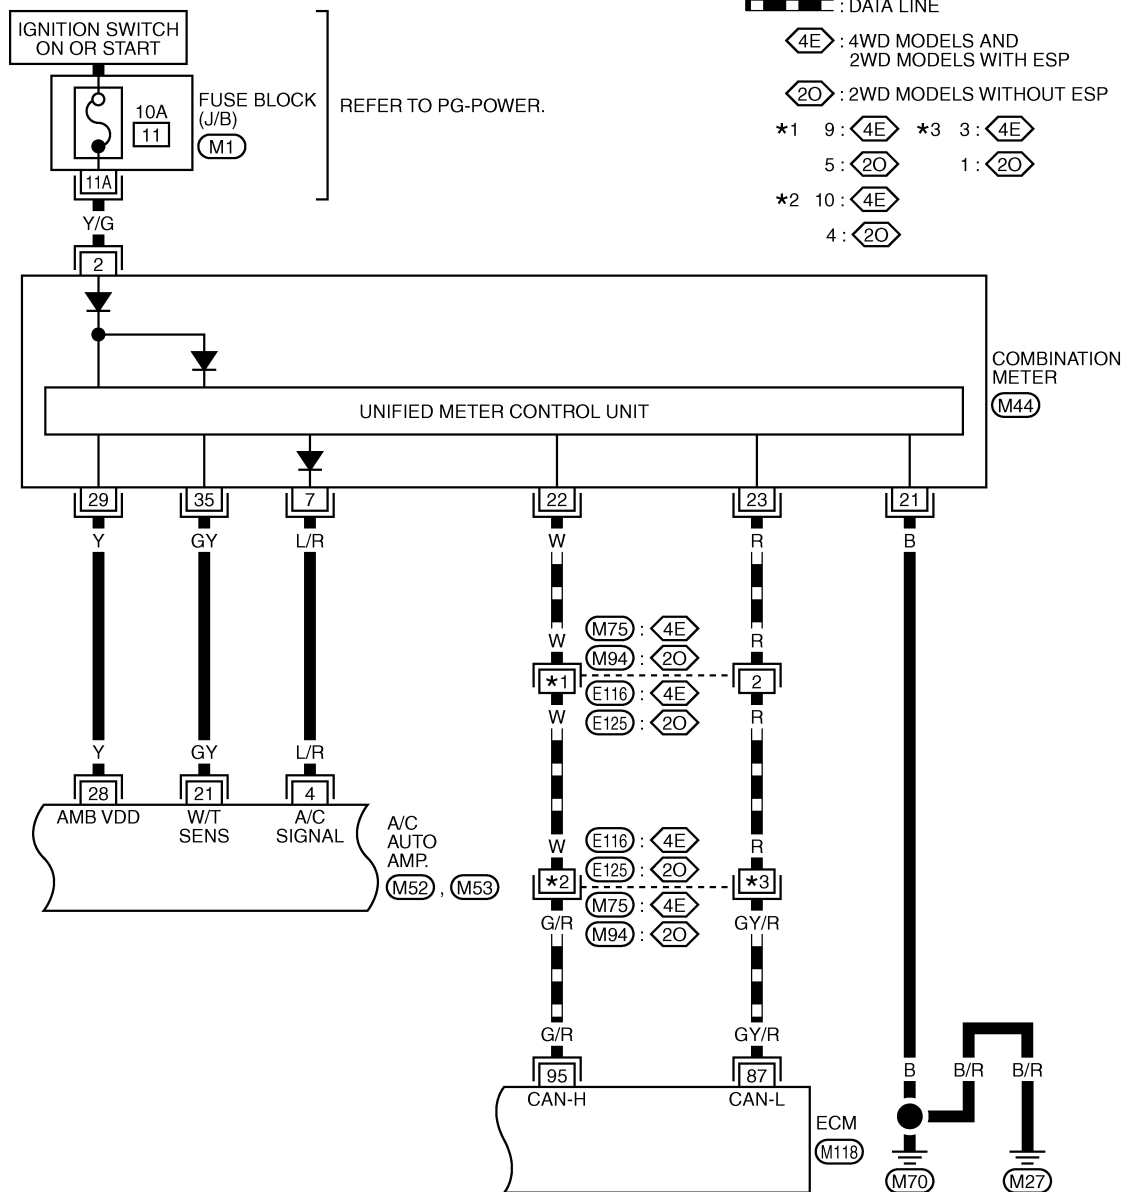 IGNITION SWITCH
ON OR START
10A
11
FUSE BLOCK
(J/B)
M1
REFER TO PG-POWER.
11A
Y/G
2
: DATA LINE
4E : 4WD MODELS AND
2WD MODELS WITH ESP
2O : 2WD MODELS WITHOUT ESP
*1 9 : 4E *3 3 : 4E
5 : 2O 1 : 2O
*2 10 : 4E
4 : 2O
COMBINATION
METER
M44
UNIFIED METER CONTROL UNIT
29 35 7 22 23 21
Y GY L/R W R B
W M75 : 4E R
M94 : 2O
*1 2
W E116 : 4E R
E125 : 2O
Y GY L/R
28 21 4
AMB VDD W/T
SENS A/C
SIGNAL
A/C
AUTO
AMP.
M52 , M53
W E116 : 4E R
E125 : 2O
*2 *3
M75 : 4E
G/R M94 : 2O GY/R
G/R GY/R
95 87
CAN-H CAN-L
ECM
M118
B B/R B/R
M70 M27